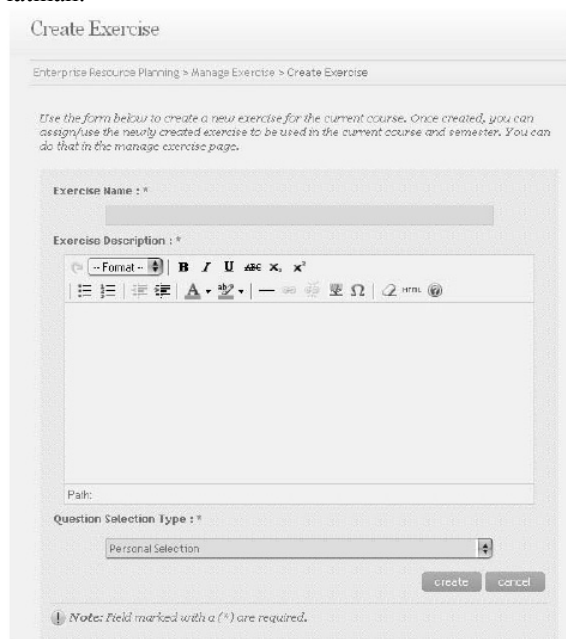 Create Exercise
Enterprise Resource Planning > Manage Exercise > Create Exercise
Use the form below to create a new exercise for the current course. Once created, you can
assign/use the newly created exercise to be used in the current course and semester. You can
do that in the manage exercise page.
Exercise Name : *
Exercise Description : *
-- Format -- B I U ABC X, x²
A ab Ω HTML
Path:
Question Selection Type : *
Personal Selection
create cancel
Note: Field marked with a (*) are required.